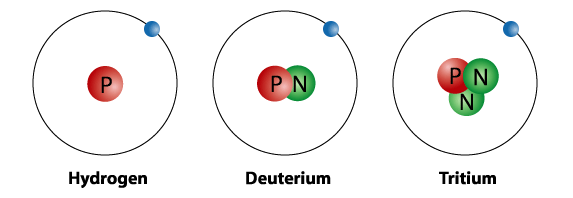 P
P N
P N
N
Hydrogen
Deuterium
Tritium